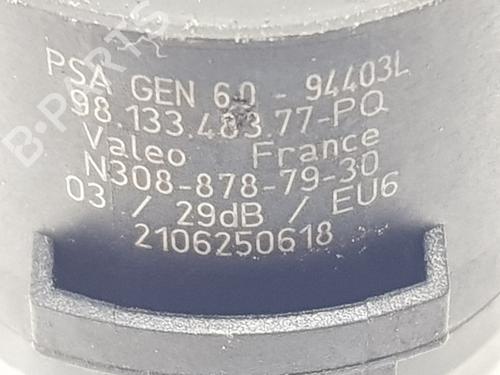 PSA GEN 6.0 - 94403L
98.133.483.77-PQ
Valeo France
N308-878-79-30
03 / 29dB / EU6
2106250618
B-PARTS